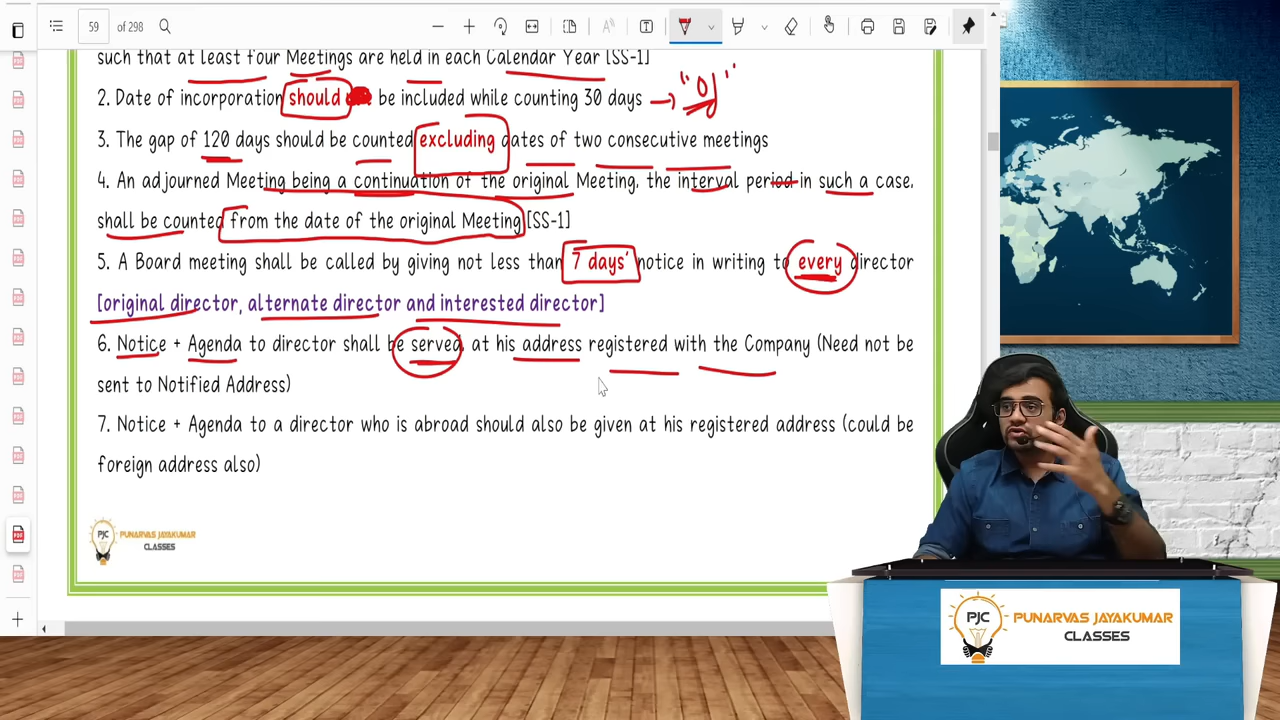 59 of 298
such that at least four Meetings are held in each Calendar Year [SS-1]
2. Date of incorporation should be included while counting 30 days → "OJ"
3. The gap of 120 days should be counted excluding dates of two consecutive meetings
4. An adjourned Meeting being a continuation of the original Meeting, the interval period in such a case,
shall be counted from the date of the original Meeting [SS-1]
5. A Board meeting shall be called by giving not less than 7 days' notice in writing to every director
[original director, alternate director and interested director]
6. Notice + Agenda to director shall be served at his address registered with the Company (Need not be
sent to Notified Address)
7. Notice + Agenda to a director who is abroad should also be given at his registered address (could be
foreign address also)
PJC PUNARVAS JAYAKUMAR
CLASSES
PJC PUNARVAS JAYAKUMAR
CLASSES